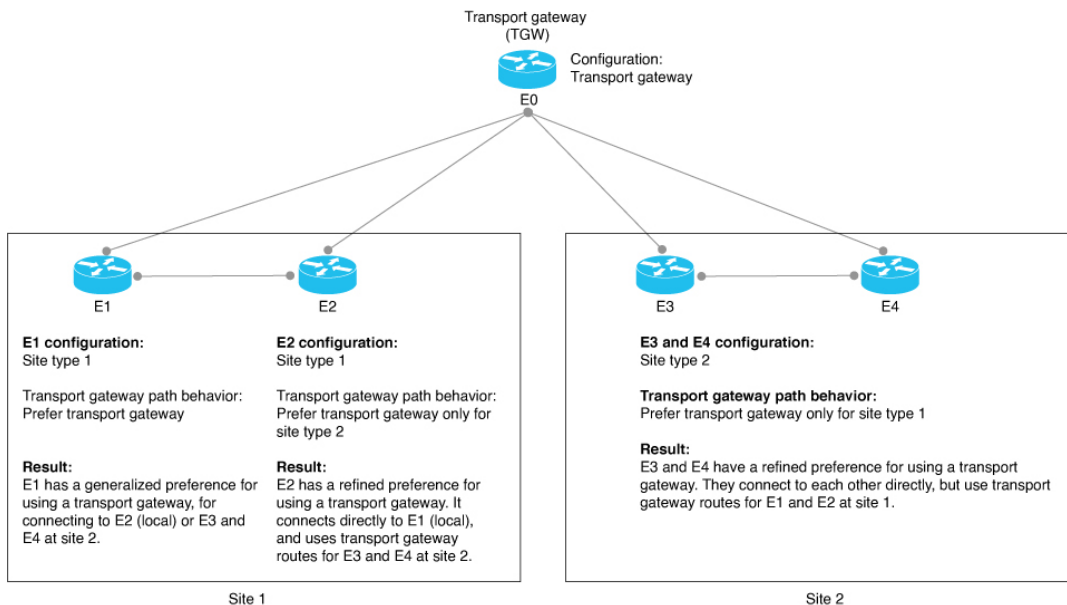 Transport gateway
(TGW)
Configuration:
Transport gateway
E0
E1
E2
E1 configuration:
Site type 1
Transport gateway path behavior:
Prefer transport gateway
Result:
E1 has a generalized preference for
using a transport gateway, for
connecting to E2 (local) or E3 and
E4 at site 2.
E2 configuration:
Site type 1
Transport gateway path behavior:
Prefer transport gateway only for
site type 2
Result:
E2 has a refined preference for
using a transport gateway. It
connects directly to E1 (local),
and uses transport gateway
routes for E3 and E4 at site 2.
Site 1
E3
E4
E3 and E4 configuration:
Site type 2
Transport gateway path behavior:
Prefer transport gateway only for site type 1
Result:
E3 and E4 have a refined preference for using a transport
gateway. They connect to each other directly, but use transport
gateway routes for E1 and E2 at site 1.
Site 2